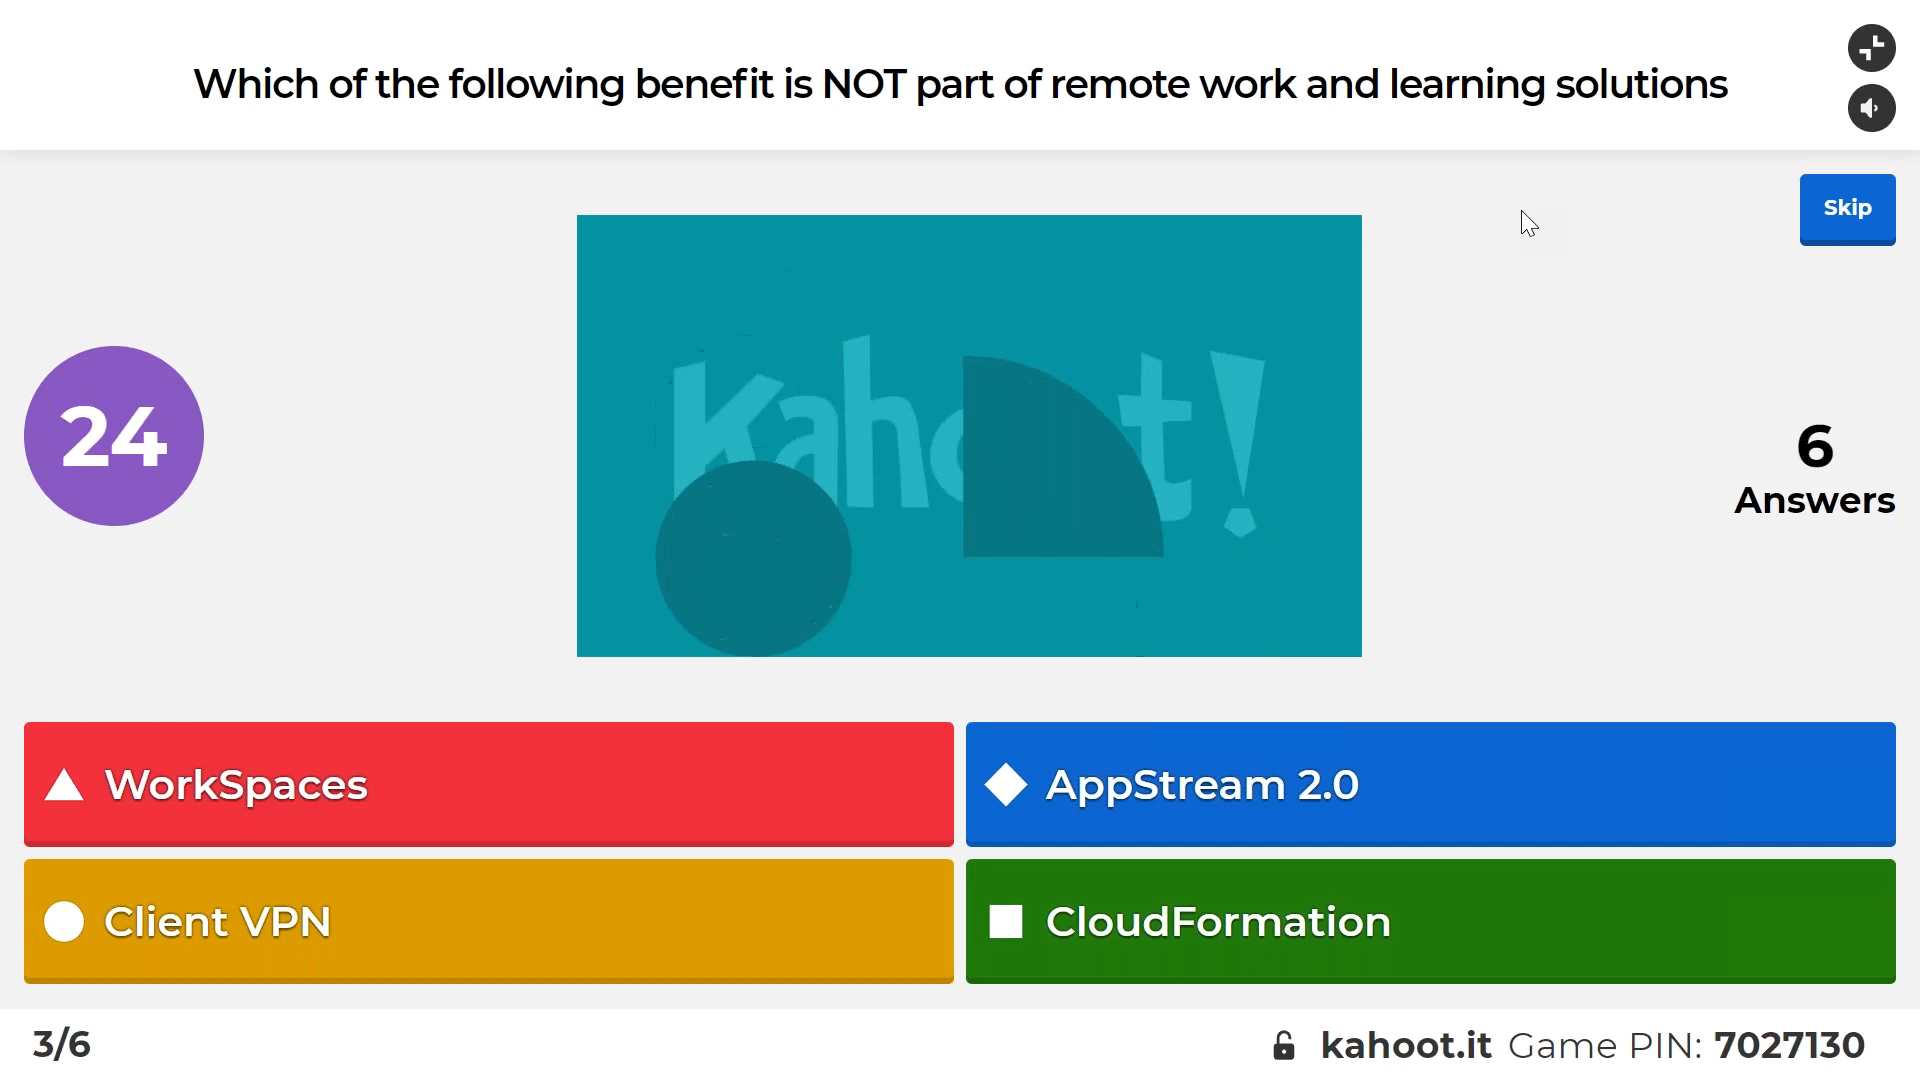 Which of the following benefit is NOT part of remote work and learning solutions
Skip
24
Kahoot!
6
Answers
WorkSpaces
AppStream 2.0
Client VPN
CloudFormation
3/6
kahoot.it Game PIN: 7027130